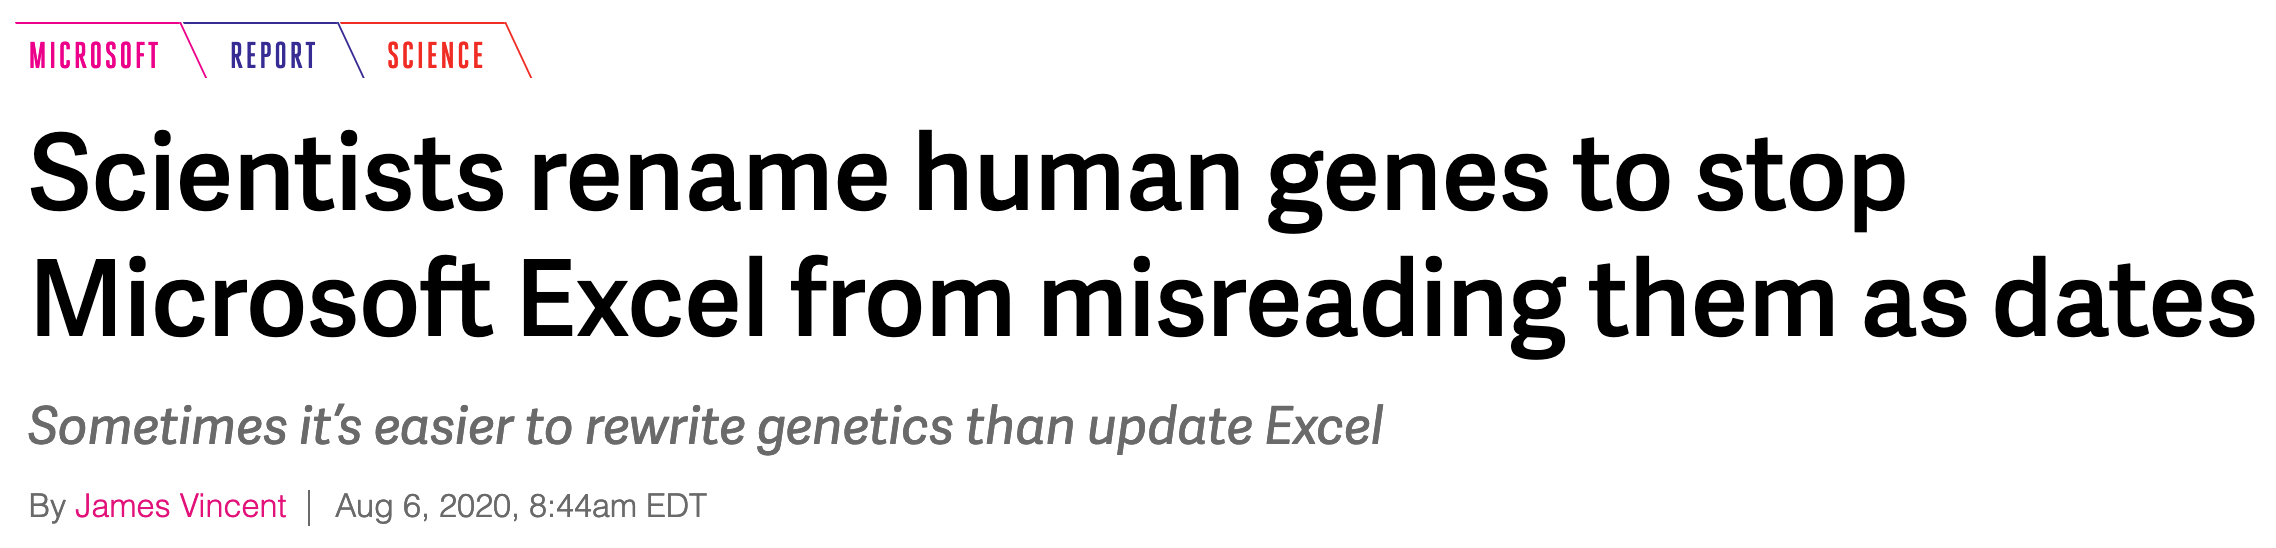 MICROSOFT REPORT SCIENCE
Scientists rename human genes to stop
Microsoft Excel from misreading them as dates
Sometimes it’s easier to rewrite genetics than update Excel
By James Vincent | Aug 6, 2020, 8:44am EDT